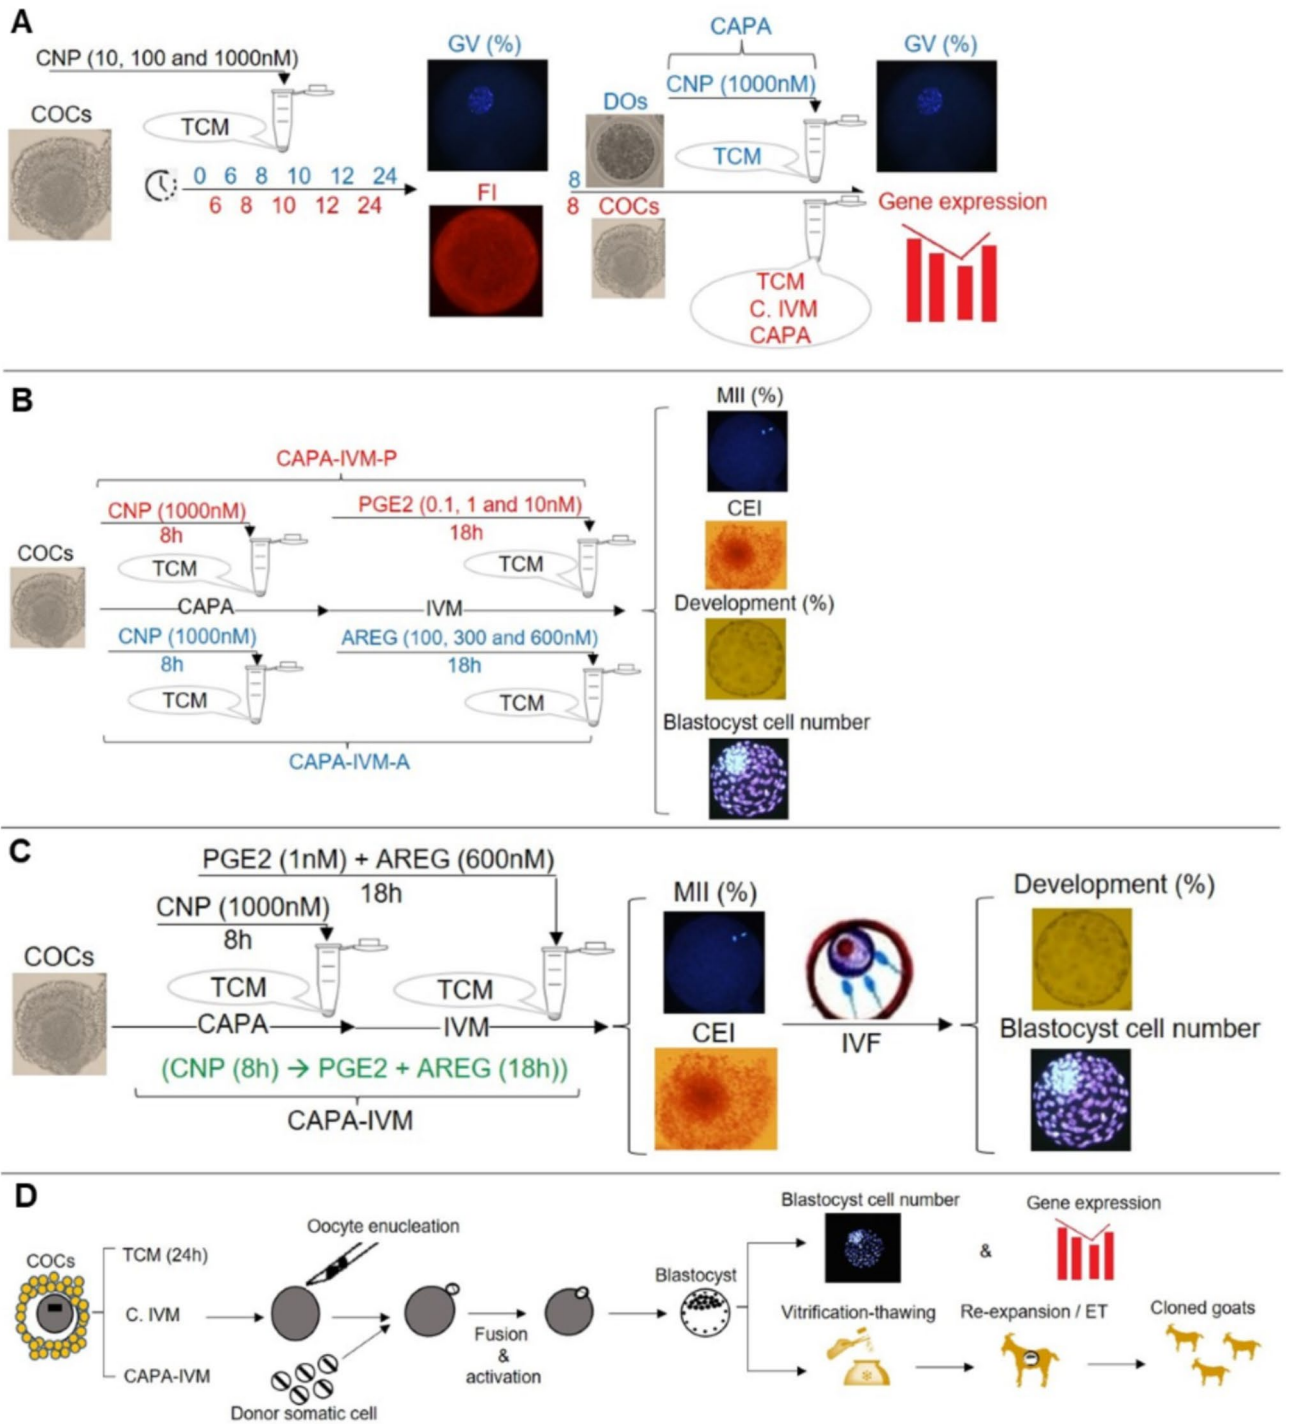 A
CNP (10, 100 and 1000nM)
COCs
TCM
0 6 8 10 12 24
6 8 10 12 24
GV (%)
FI
CAPA
CNP (1000nM)
DOs
TCM
8
8 COCs
TCM
C. IVM
CAPA
GV (%)
Gene expression
B
CAPA-IVM-P
CNP (1000nM)
8h
PGE2 (0.1, 1 and 10nM)
18h
COCs
TCM
TCM
CAPA
IVM
CNP (1000nM)
8h
AREG (100, 300 and 600nM)
18h
TCM
TCM
CAPA-IVM-A
MII (%)
CEI
Development (%)
Blastocyst cell number
C
PGE2 (1nM) + AREG (600nM)
18h
CNP (1000nM)
8h
COCs
TCM
TCM
CAPA
IVM
(CNP (8h) → PGE2 + AREG (18h))
CAPA-IVM
MII (%)
CEI
IVF
Development (%)
Blastocyst cell number
D
COCs
TCM (24h)
C. IVM
CAPA-IVM
Oocyte enucleation
Donor somatic cell
Fusion
&
activation
Blastocyst
Blastocyst cell number
&
Gene expression
Vitrification-thawing
Re-expansion / ET
Cloned goats